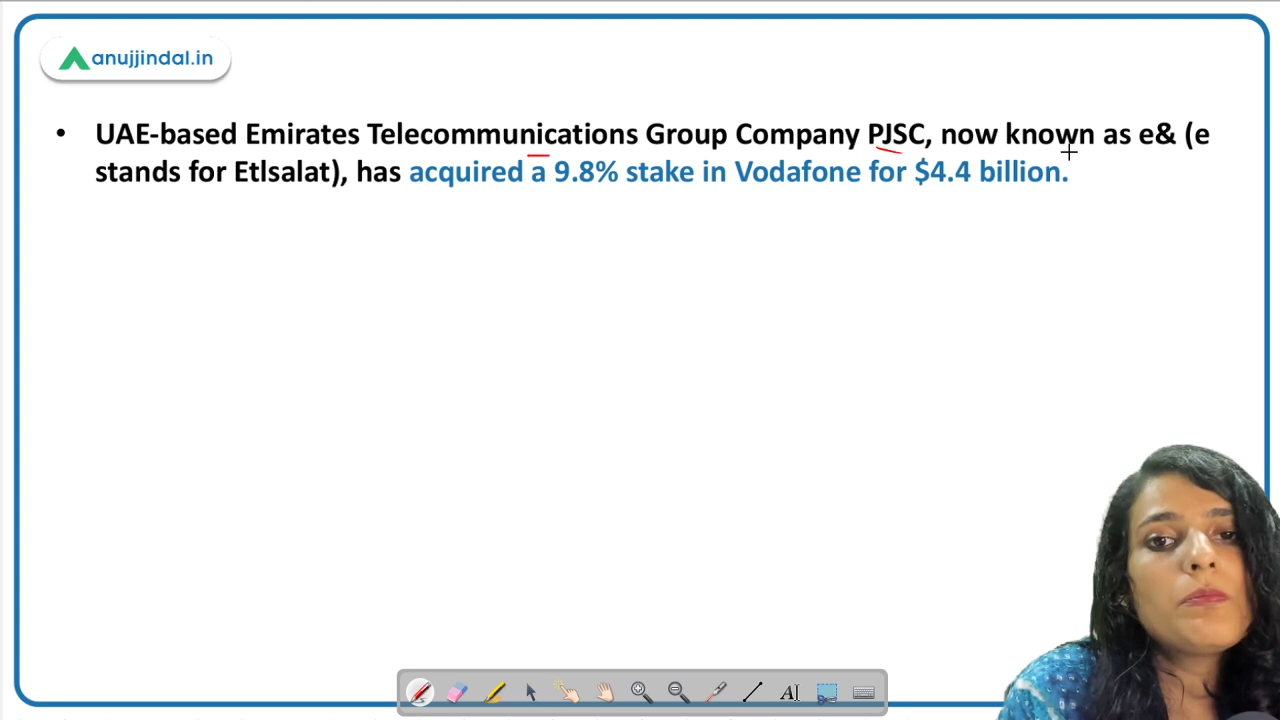 anujjindal.in
• UAE-based Emirates Telecommunications Group Company PJSC, now known as e& (e
stands for Etlsalat), has acquired a 9.8% stake in Vodafone for $4.4 billion.
AI